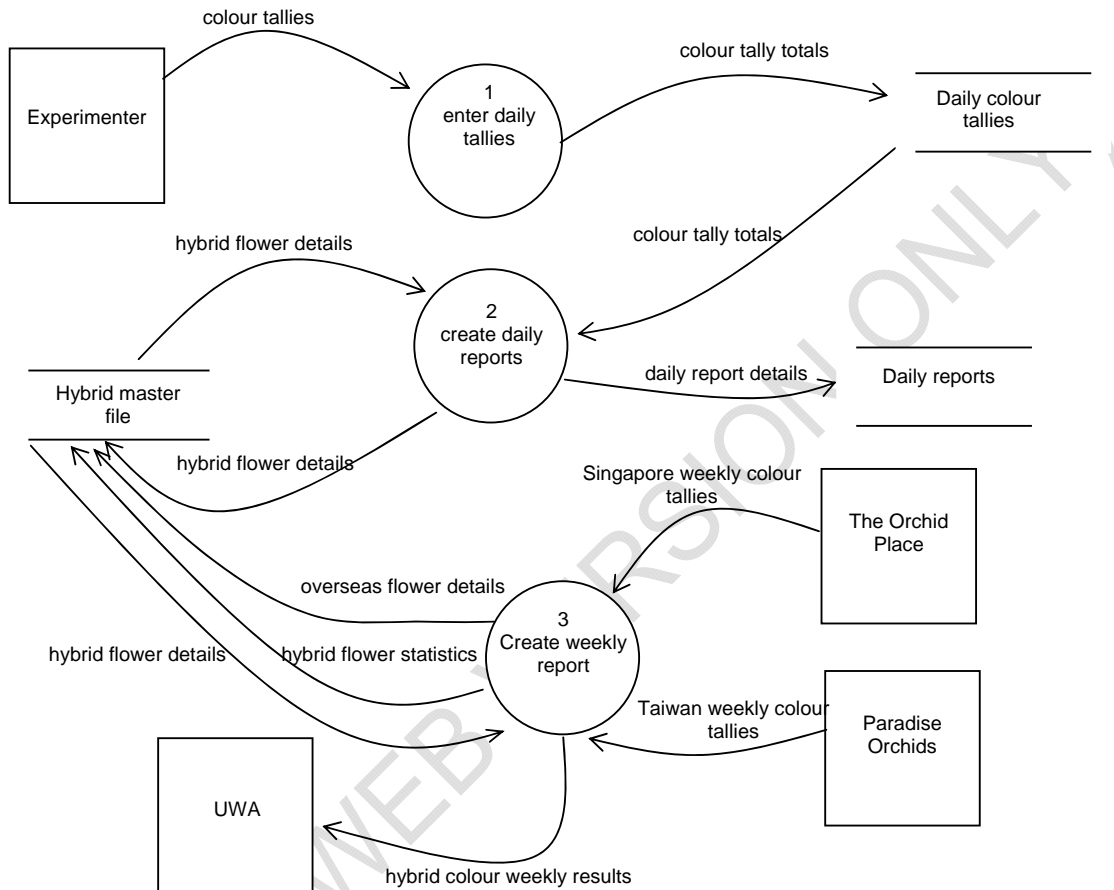 colour tallies
Experimenter
1
enter daily
tallies
colour tally totals
Daily colour
tallies
hybrid flower details
colour tally totals
2
create daily
reports
Hybrid master
file
daily report details
Daily reports
hybrid flower details
Singapore weekly colour
tallies
The Orchid
Place
overseas flower details
3
Create weekly
report
hybrid flower details
hybrid flower statistics
Taiwan weekly colour
tallies
Paradise
Orchids
UWA
hybrid colour weekly results
WEB VERSION ONLY